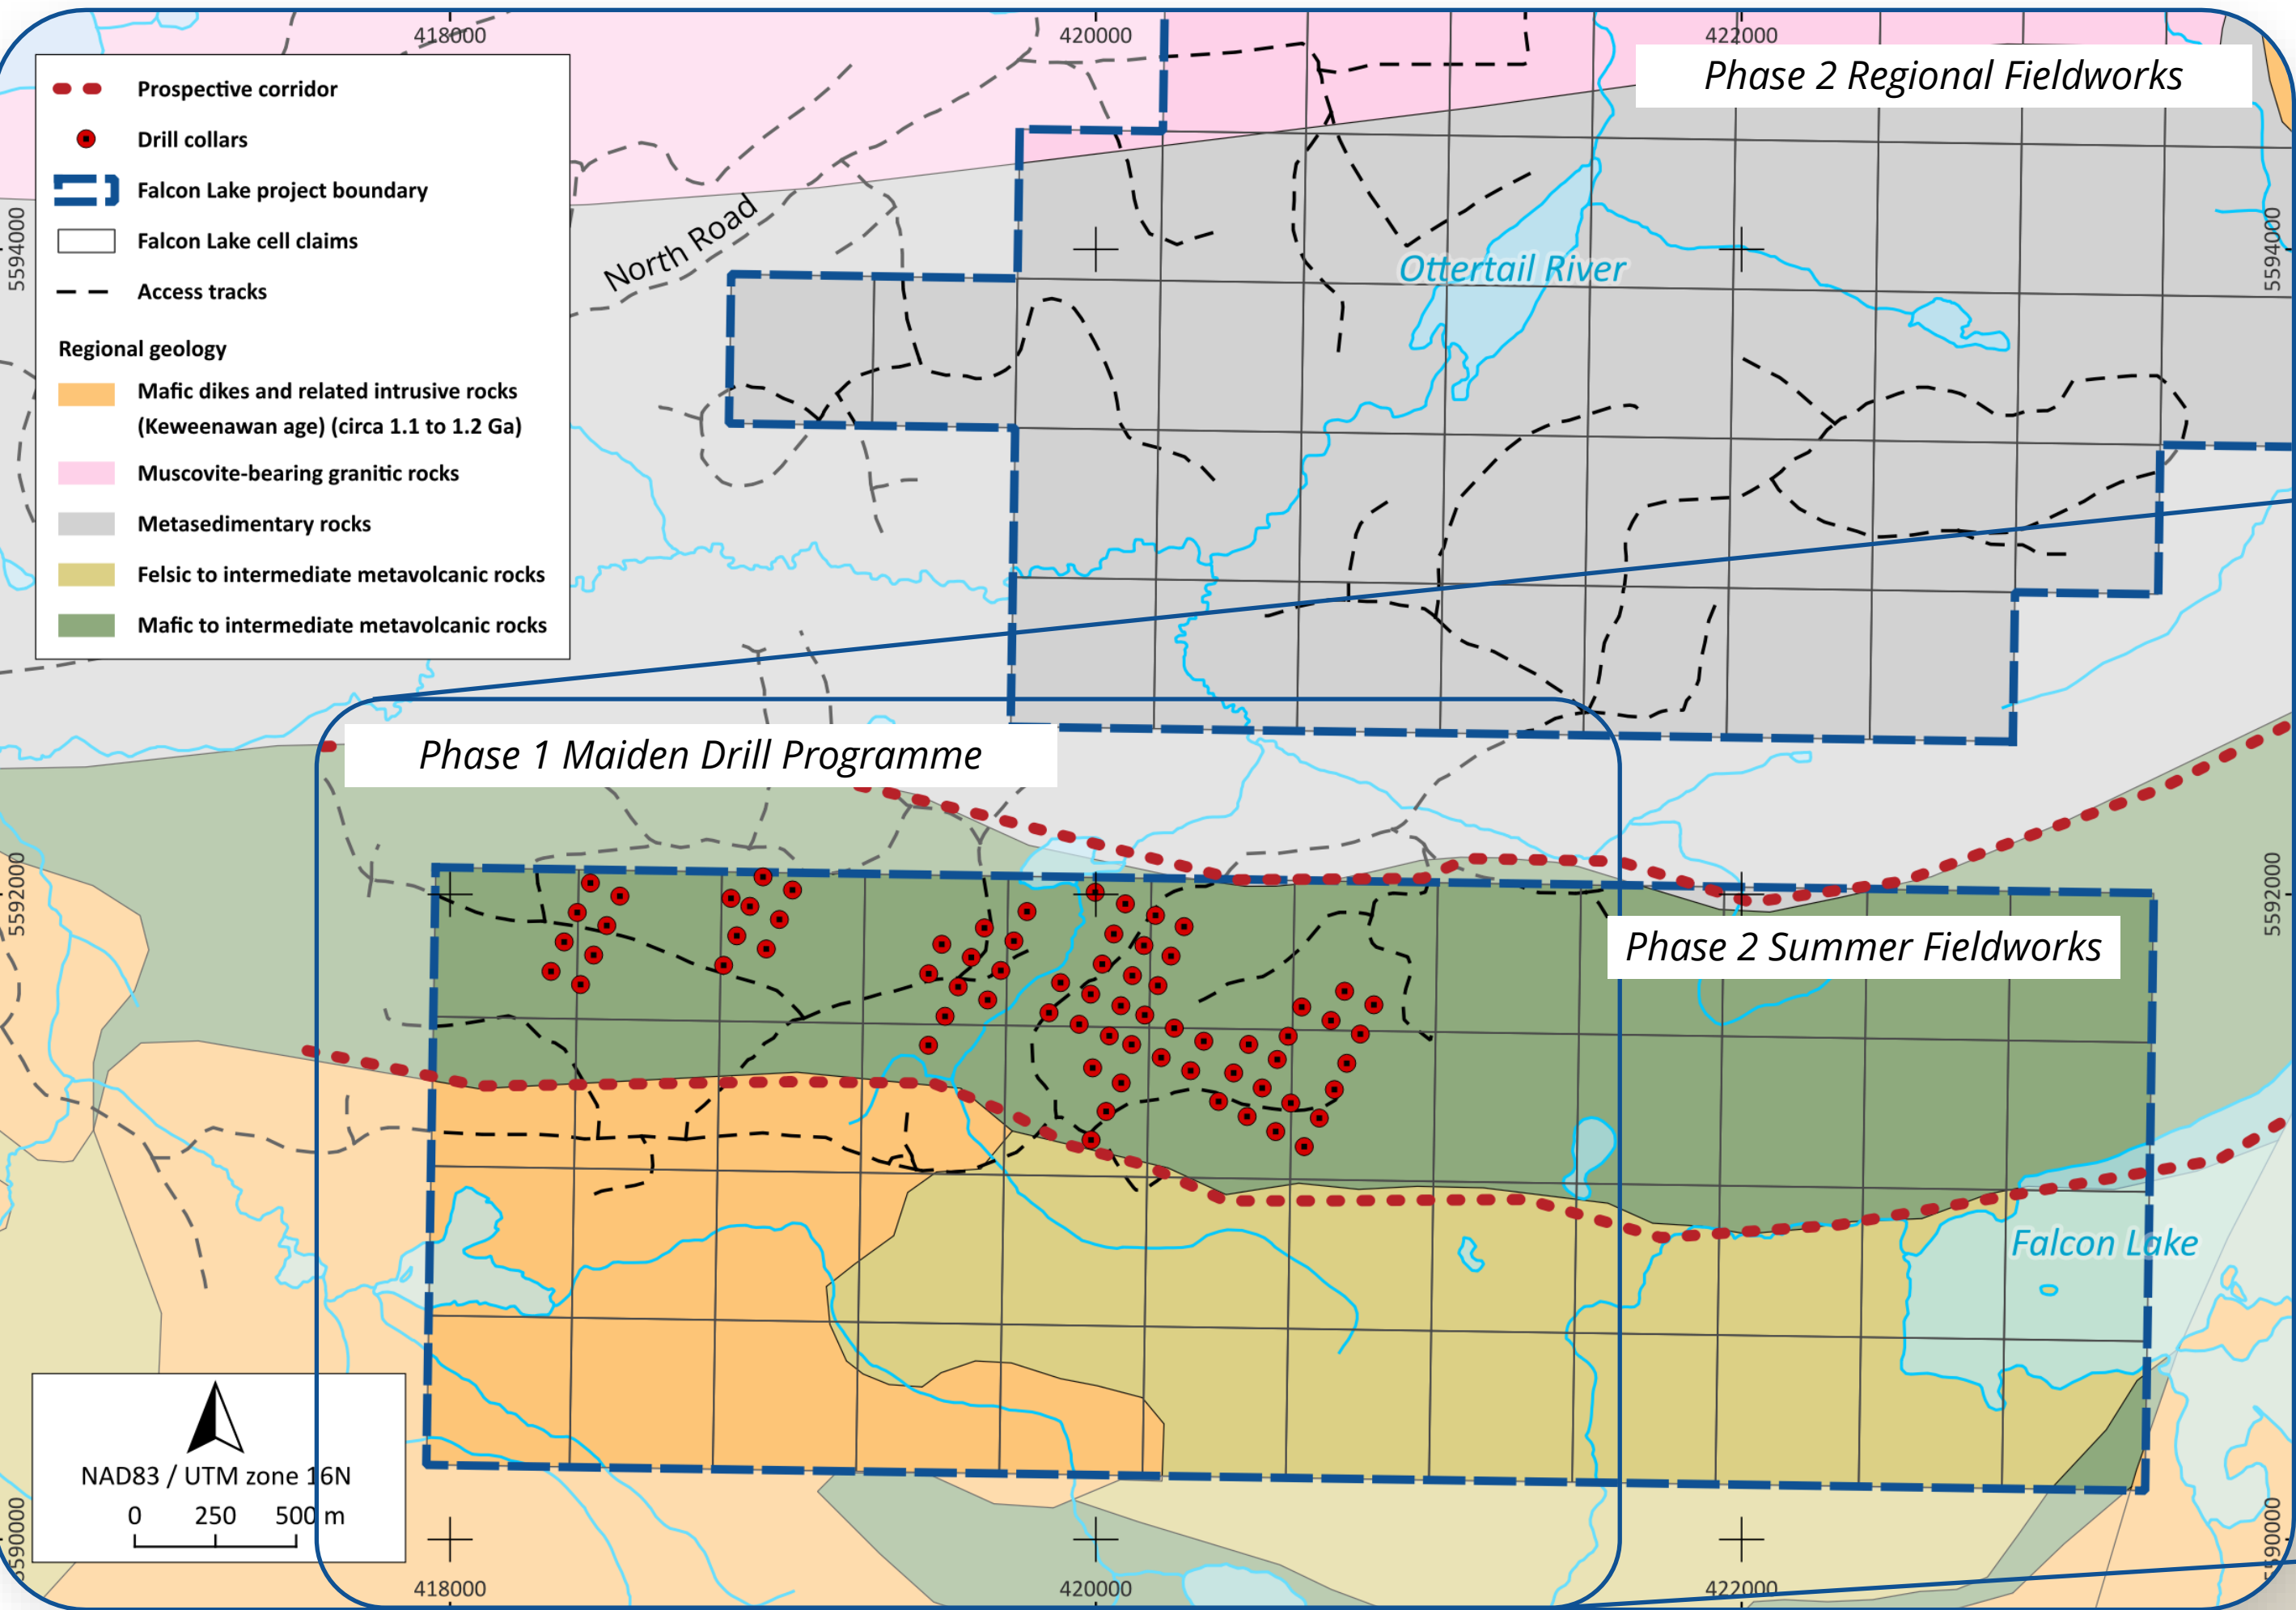 418000
420000
422000
Phase 2 Regional Fieldworks
Prospective corridor
Drill collars
Falcon Lake project boundary
Falcon Lake cell claims
Access tracks
Regional geology
Mafic dikes and related intrusive rocks
(Keweenawan age) (circa 1.1 to 1.2 Ga)
Muscovite-bearing granitic rocks
Metasedimentary rocks
Felsic to intermediate metavolcanic rocks
Mafic to intermediate metavolcanic rocks
5594000
5594000
North Road
Ottertail River
Phase 1 Maiden Drill Programme
5592000
5592000
Phase 2 Summer Fieldworks
Falcon Lake
NAD83 / UTM zone 16N
0 250 500 m
5590000
5590000
418000
420000
422000